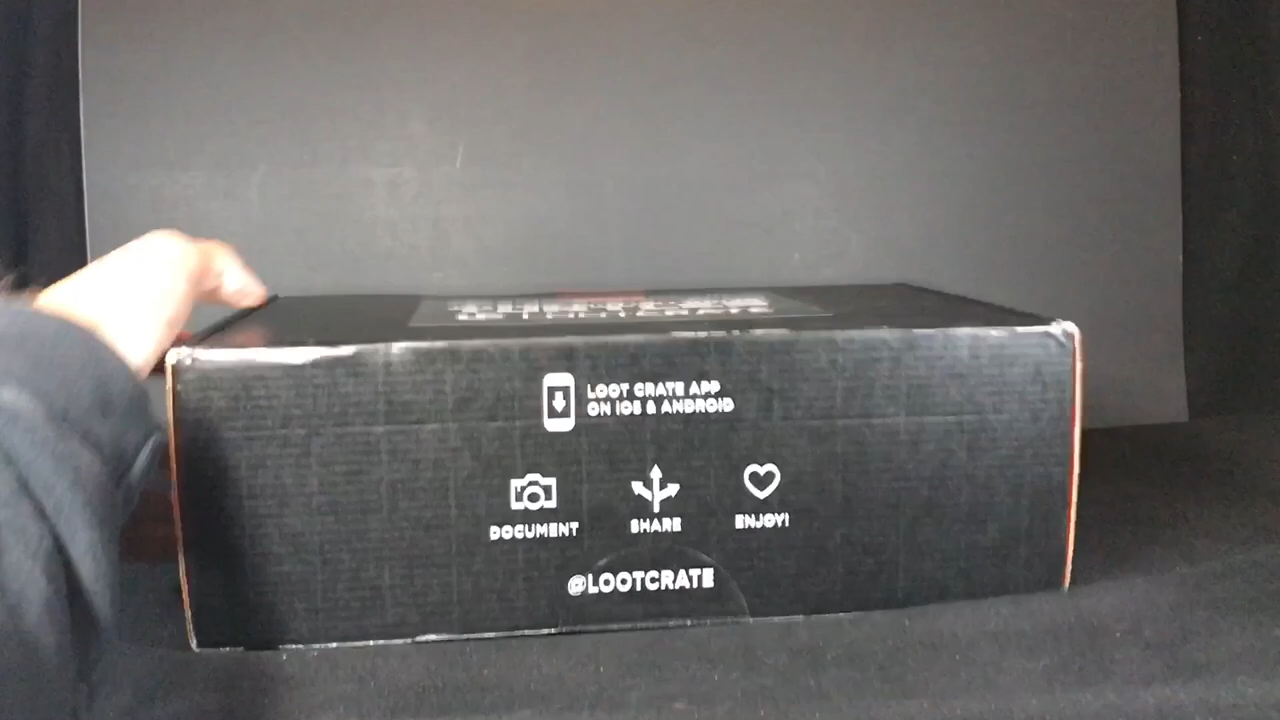 LOOT CRATE APP
ON IOS & ANDROID
DOCUMENT
SHARE
ENJOY!
@LOOTCRATE